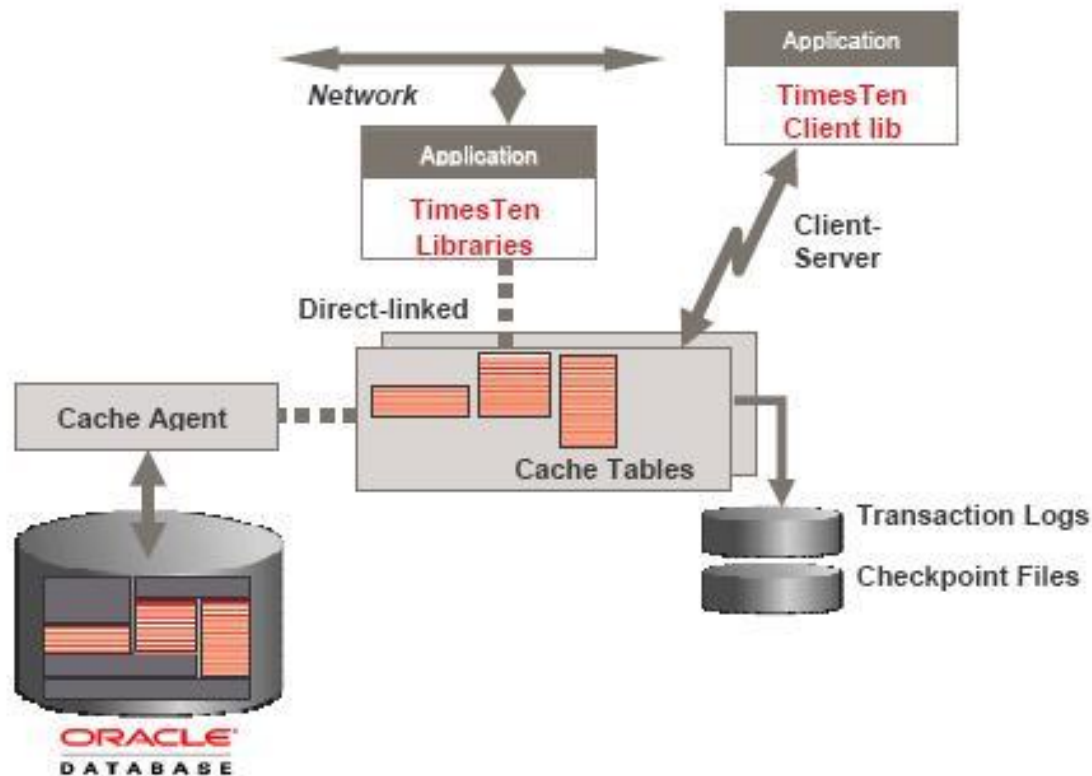 Application
TimesTen
Client lib
Network
Application
TimesTen
Libraries
Client-
Server
Direct-linked
Cache Agent
Cache Tables
Transaction Logs
Checkpoint Files
ORACLE
DATABASE